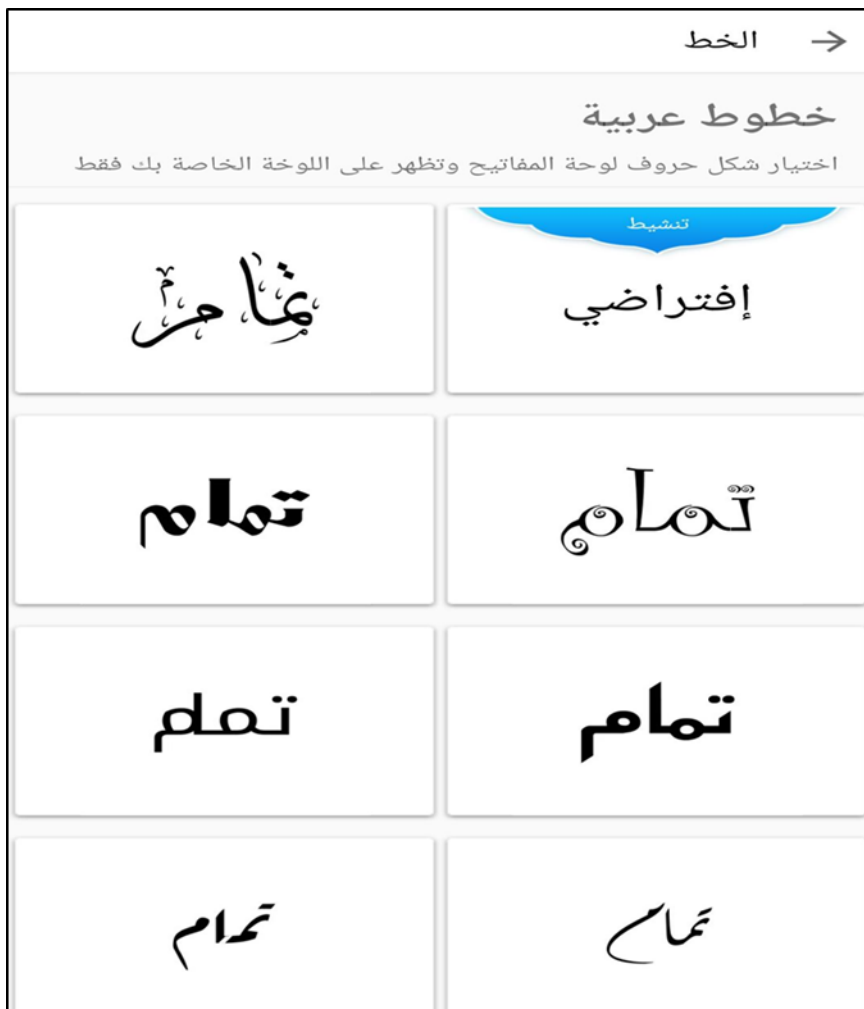 الخط
خطوط عربية
اختيار شكل حروف لوحة المفاتيح وتظهر على اللوخة الخاصة بك فقط
تنشيط
إفتراضي
تمام
تمام
تمام
تمام
تمام
تمام
تمام